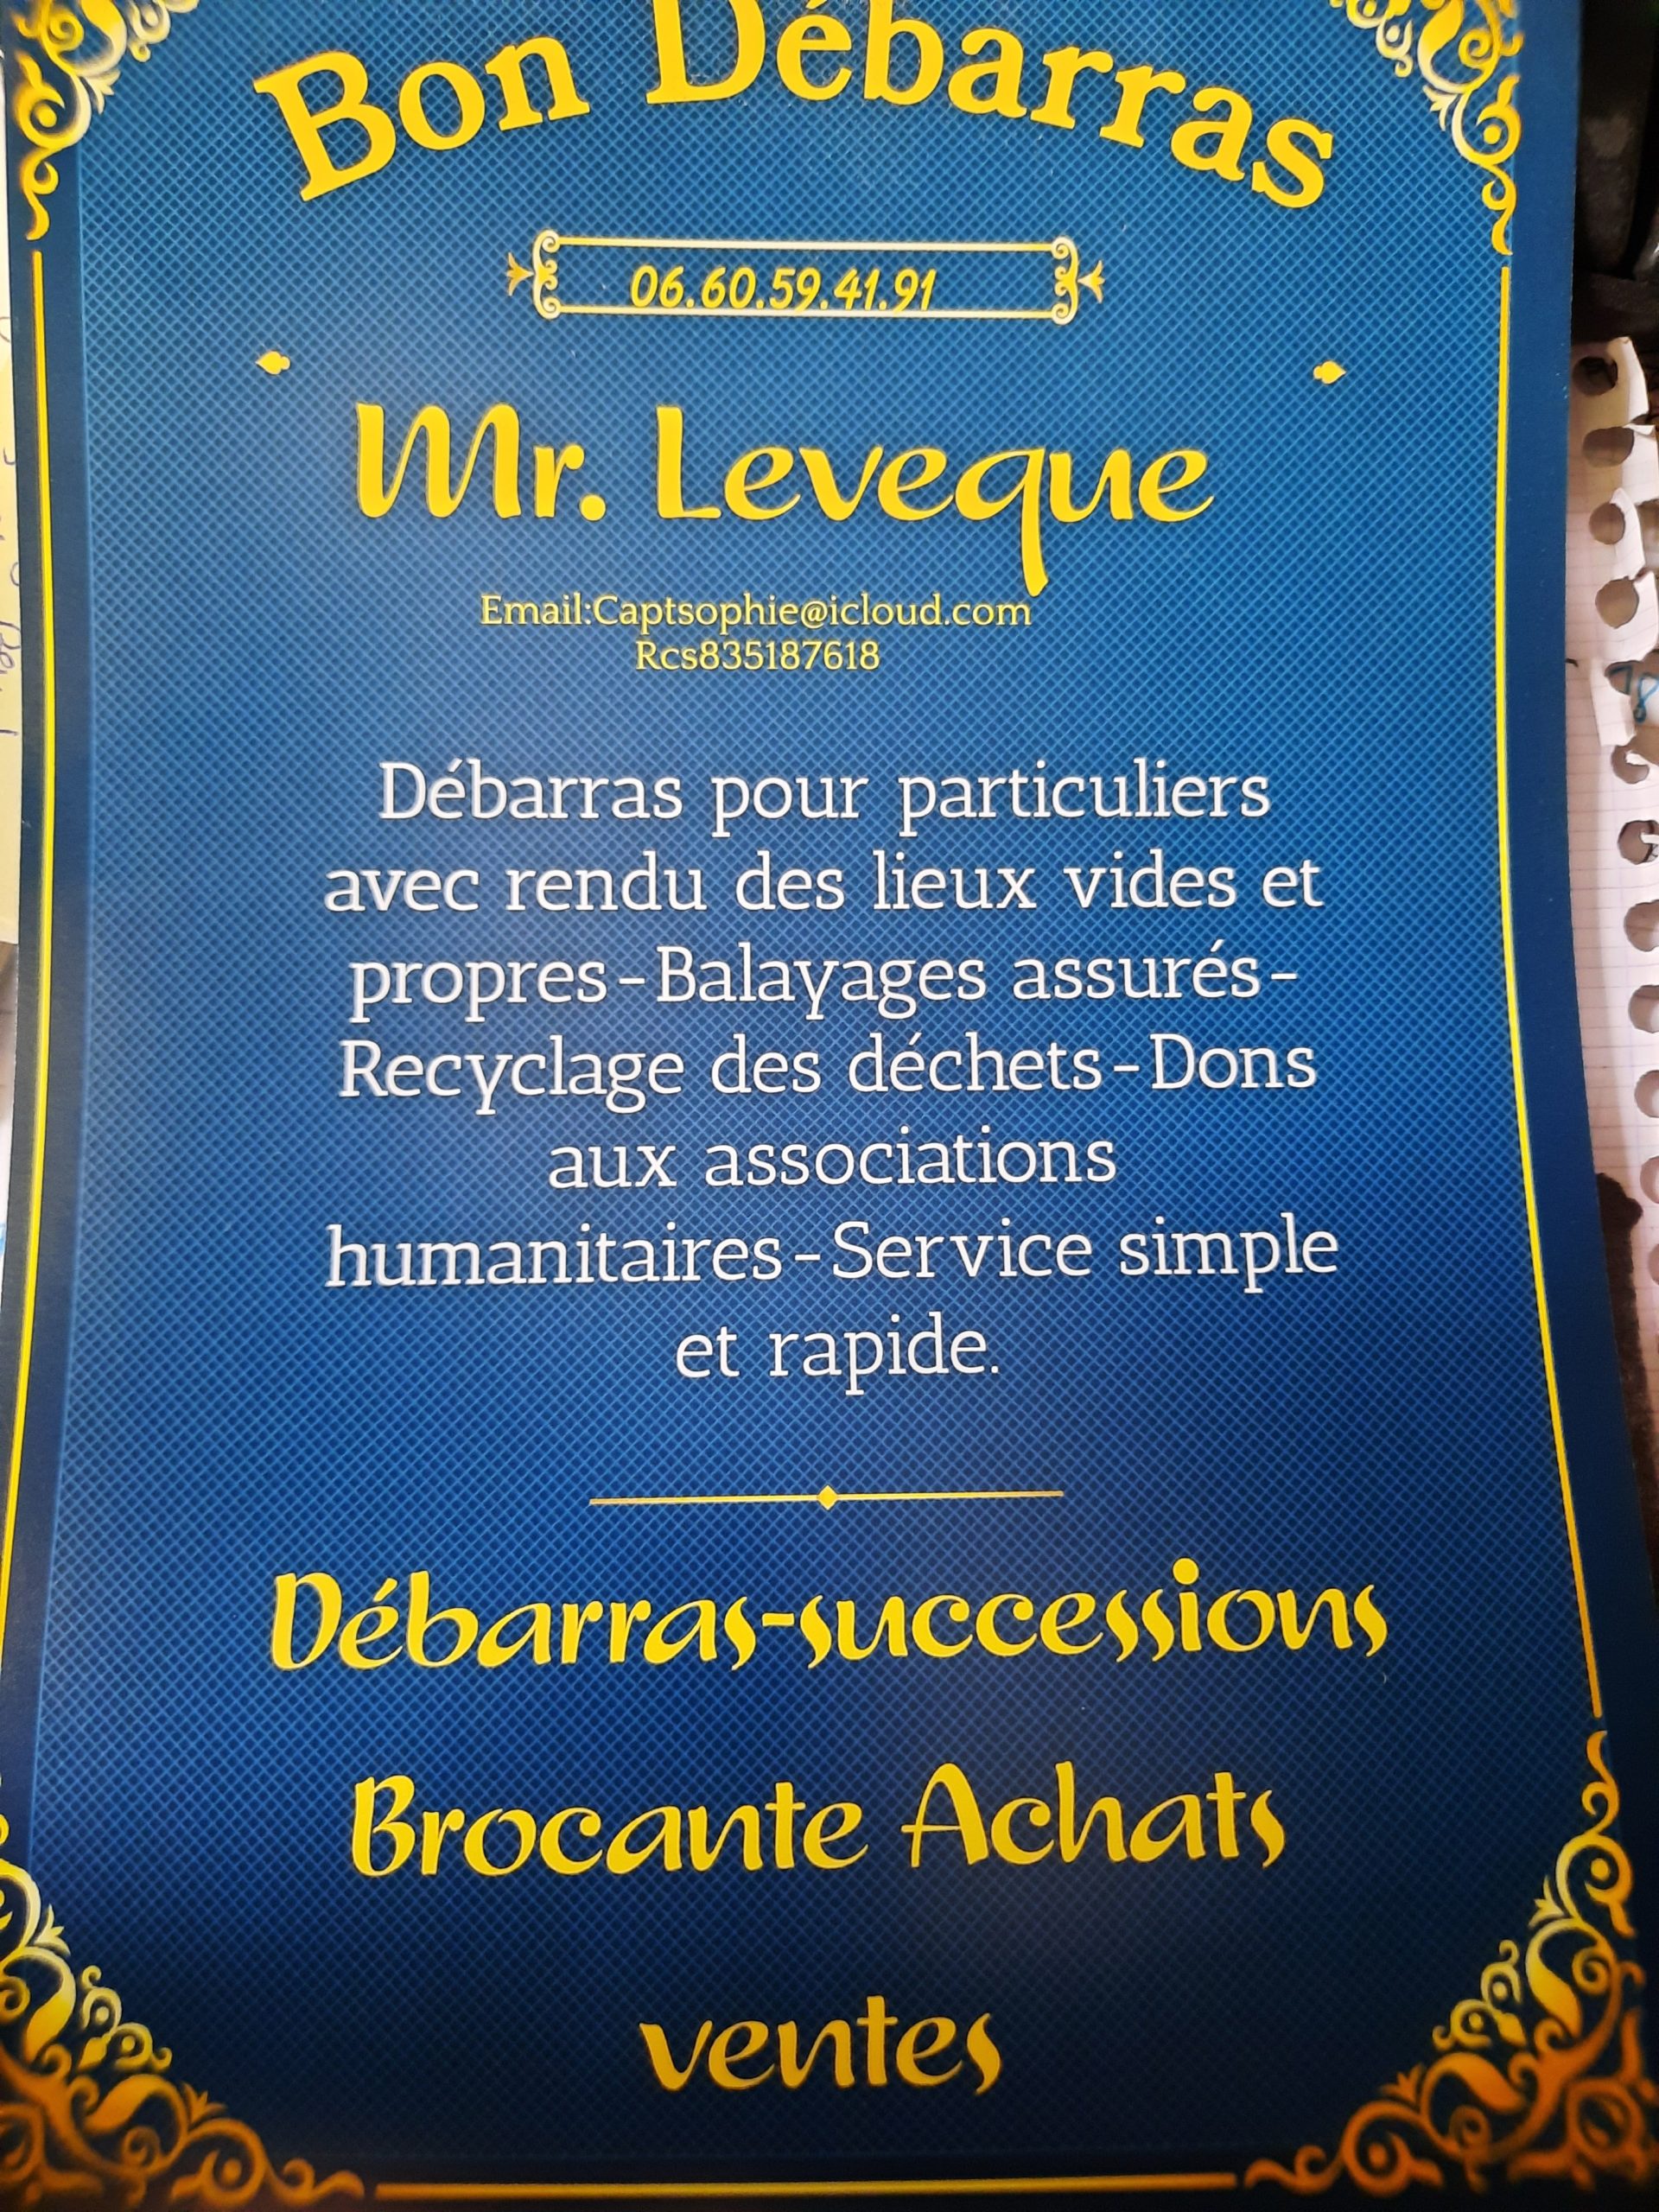 Bon Débarras
06.60.59.41.91
Mr. Leveque
Email:Captsophie@icloud.com
Rcs835187618
Débarras pour particuliers
avec rendu des lieux vides et
propres-Balayages assurés-
Recyclage des déchets-Dons
aux associations
humanitaires-Service simple
et rapide.
Débarras-successions
Brocante Achats
ventes